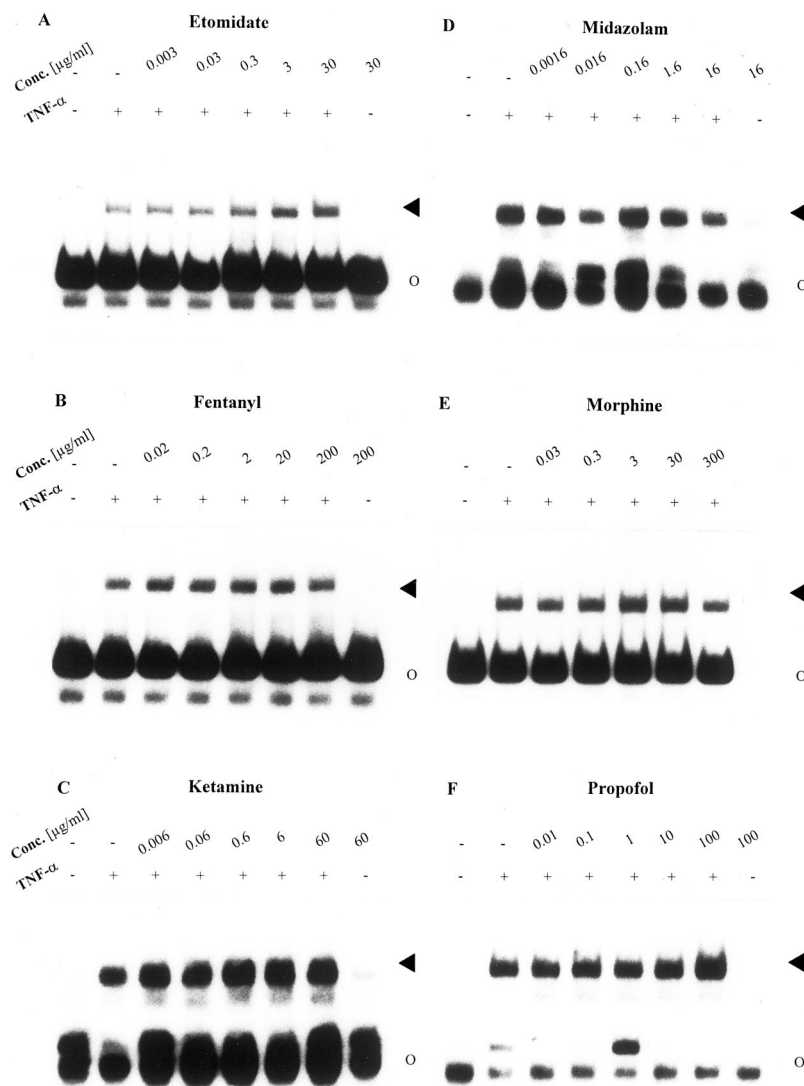 A
Etomidate
Conc. [µg/ml] - - 0.003 0.03 0.3 3 30 30
TNF-α - + + + + + + -
O
D
Midazolam
- - 0.0016 0.016 0.16 1.6 16 16
- + + + + + + -
O
B
Fentanyl
Conc. [µg/ml] - - 0.02 0.2 2 20 200 200
TNF-α - + + + + + + -
O
E
Morphine
- - 0.03 0.3 3 30 300
- + + + + + +
O
C
Ketamine
Conc. [µg/ml] - - 0.006 0.06 0.6 6 60 60
TNF-α - + + + + + + -
O
F
Propofol
- - 0.01 0.1 1 10 100 100
- + + + + + + -
O